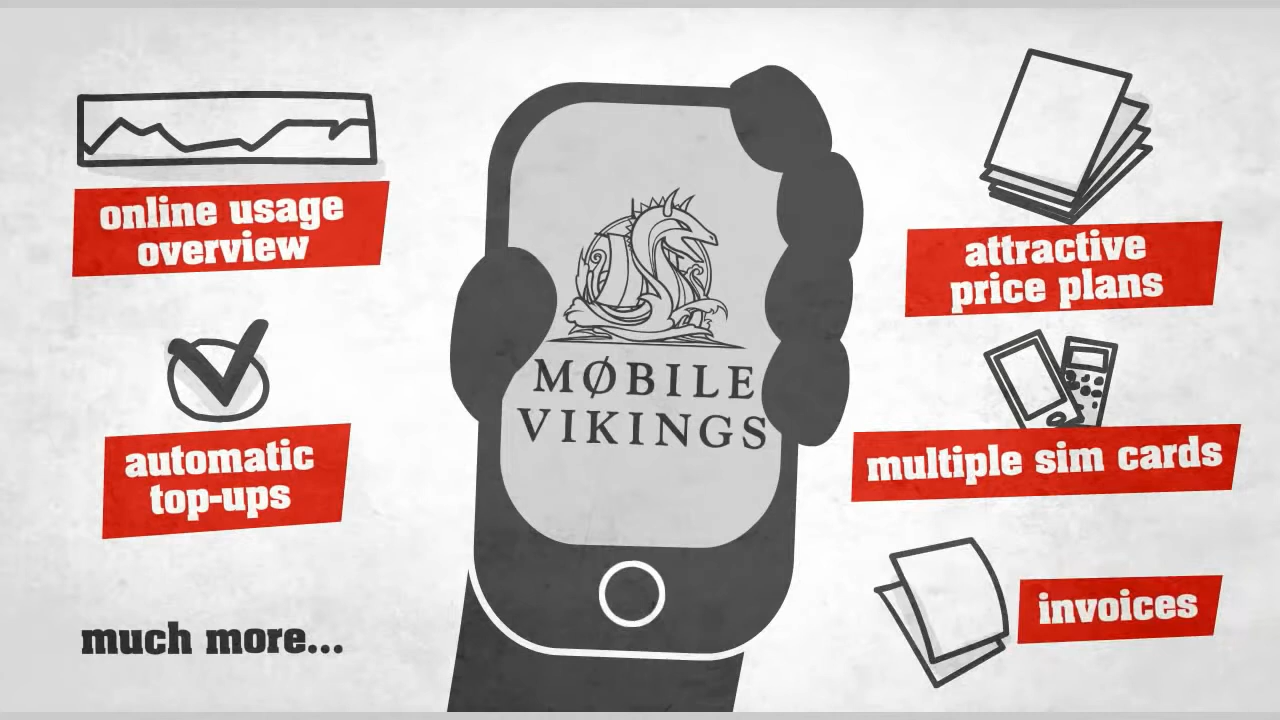 online usage
overview
automatic
top-ups
much more...
MØBILE
VIKINGS
attractive
price plans
multiple sim cards
invoices